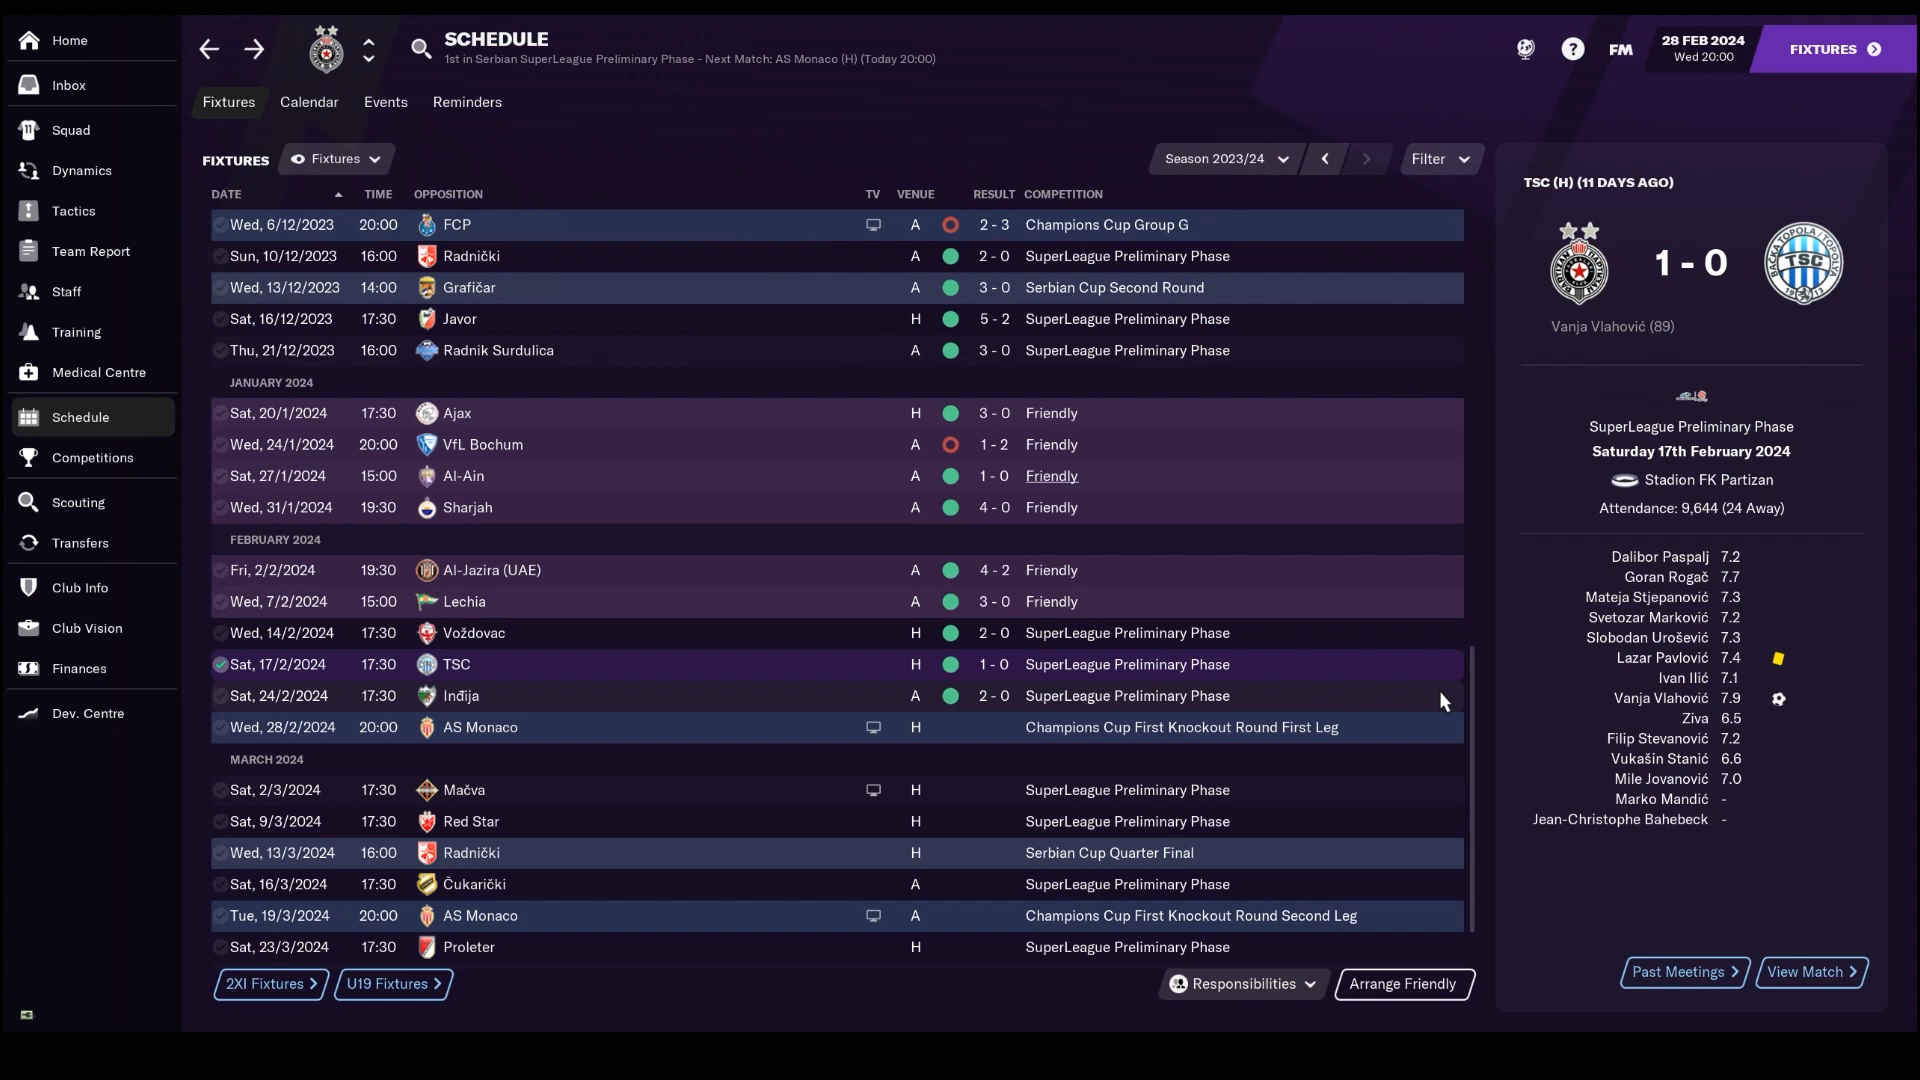 Home
Inbox
Squad
Dynamics
Tactics
Team Report
Staff
Training
Medical Centre
Schedule
Competitions
Scouting
Transfers
Club Info
Club Vision
Finances
Dev. Centre
SCHEDULE
1st in Serbian SuperLeague Preliminary Phase - Next Match: AS Monaco (H) (Today 20:00)
FM
28 FEB 2024
Wed 20:00
FIXTURES
Fixtures Calendar Events Reminders
FIXTURES Fixtures Season 2023/24 Filter
DATE TIME OPPOSITION TV VENUE RESULT COMPETITION
Wed, 6/12/2023 20:00 FCP A 2 - 3 Champions Cup Group G
Sun, 10/12/2023 16:00 Radnički A 2 - 0 SuperLeague Preliminary Phase
Wed, 13/12/2023 14:00 Grafičar A 3 - 0 Serbian Cup Second Round
Sat, 16/12/2023 17:30 Javor H 5 - 2 SuperLeague Preliminary Phase
Thu, 21/12/2023 16:00 Radnik Surdulica A 3 - 0 SuperLeague Preliminary Phase
JANUARY 2024
Sat, 20/1/2024 17:30 Ajax H 3 - 0 Friendly
Wed, 24/1/2024 20:00 VfL Bochum A 1 - 2 Friendly
Sat, 27/1/2024 15:00 Al-Ain A 1 - 0 Friendly
Wed, 31/1/2024 19:30 Sharjah A 4 - 0 Friendly
FEBRUARY 2024
Fri, 2/2/2024 19:30 Al-Jazira (UAE) A 4 - 2 Friendly
Wed, 7/2/2024 15:00 Lechia A 3 - 0 Friendly
Wed, 14/2/2024 17:30 Voždovac H 2 - 0 SuperLeague Preliminary Phase
Sat, 17/2/2024 17:30 TSC H 1 - 0 SuperLeague Preliminary Phase
Sat, 24/2/2024 17:30 Inđija A 2 - 0 SuperLeague Preliminary Phase
Wed, 28/2/2024 20:00 AS Monaco H Champions Cup First Knockout Round First Leg
MARCH 2024
Sat, 2/3/2024 17:30 Mačva H SuperLeague Preliminary Phase
Sat, 9/3/2024 17:30 Red Star H SuperLeague Preliminary Phase
Wed, 13/3/2024 16:00 Radnički H Serbian Cup Quarter Final
Sat, 16/3/2024 17:30 Čukarički A SuperLeague Preliminary Phase
Tue, 19/3/2024 20:00 AS Monaco A Champions Cup First Knockout Round Second Leg
Sat, 23/3/2024 17:30 Proleter H SuperLeague Preliminary Phase
2XI Fixtures U19 Fixtures Responsibilities Arrange Friendly
TSC (H) (11 DAYS AGO)
1 - 0
BAČKA TOPOLA / TOPOLYA
TSC
1913
Vanja Vlahović (89)
SuperLeague Preliminary Phase
Saturday 17th February 2024
Stadion FK Partizan
Attendance: 9,644 (24 Away)
Dalibor Paspalj 7.2
Goran Rogač 7.7
Mateja Stjepanović 7.3
Svetozar Marković 7.2
Slobodan Urošević 7.3
Lazar Pavlović 7.4
Ivan Ilić 7.1
Vanja Vlahović 7.9
Ziva 6.5
Filip Stevanović 7.2
Vukašin Stanić 6.6
Mile Jovanović 7.0
Marko Mandić -
Jean-Christophe Bahebeck -
Past Meetings View Match